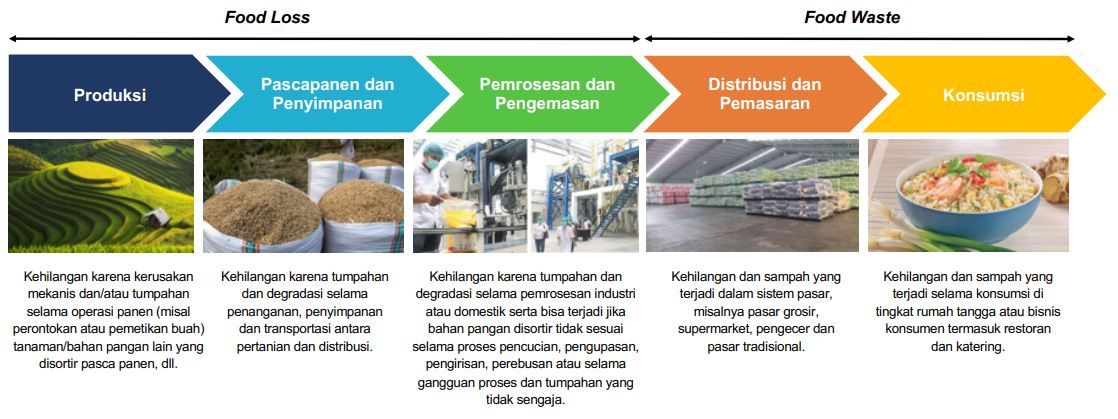 Food Loss
Food Waste
Produksi
Pascapanen dan
Penyimpanan
Pemrosesan dan
Pengemasan
Distribusi dan
Pemasaran
Konsumsi
Kehilangan karena kerusakan
mekanis dan/atau tumpahan
selama operasi panen (misal
perontokan atau pemetikan buah)
tanaman/bahan pangan lain yang
disortir pasca panen, dll.
Kehilangan karena tumpahan
dan degradasi selama
penanganan, penyimpanan
dan transportasi antara
pertanian dan distribusi.
Kehilangan karena tumpahan dan
degradasi selama pemrosesan industri
atau domestik serta bisa terjadi jika
bahan pangan disortir tidak sesuai
selama proses pencucian, pengupasan,
pengirisan, perebusan atau selama
gangguan proses dan tumpahan yang
tidak sengaja.
Kehilangan dan sampah yang
terjadi dalam sistem pasar,
misalnya pasar grosir,
supermarket, pengecer dan
pasar tradisional.
Kehilangan dan sampah yang
terjadi selama konsumsi di
tingkat rumah tangga atau bisnis
konsumen termasuk restoran
dan katering.